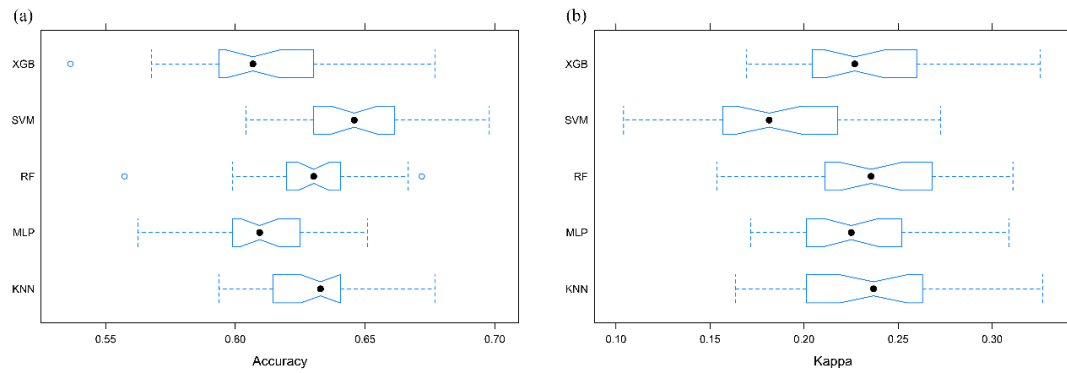 (a)
XGB
SVM
RF
MLP
KNN
0.55 0.60 0.65 0.70
Accuracy
(b)
XGB
SVM
RF
MLP
KNN
0.10 0.15 0.20 0.25 0.30
Kappa